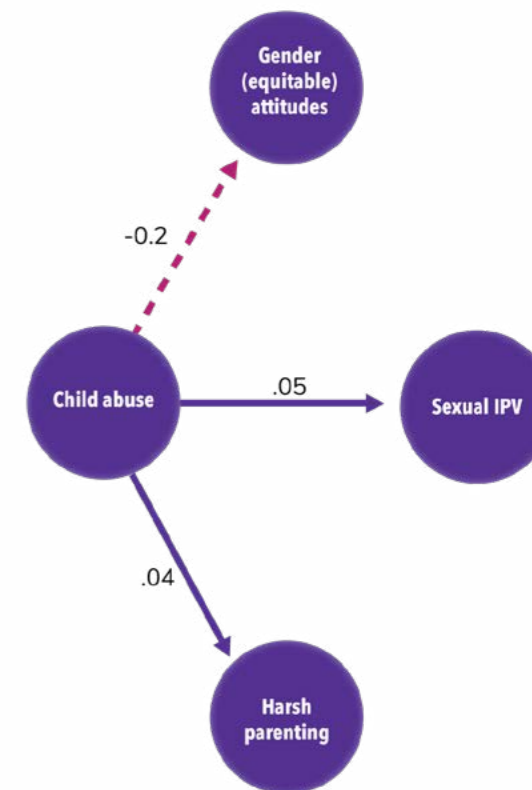 Gender
(equitable)
attitudes
-0.2
Child abuse
.05
Sexual IPV
.04
Harsh
parenting